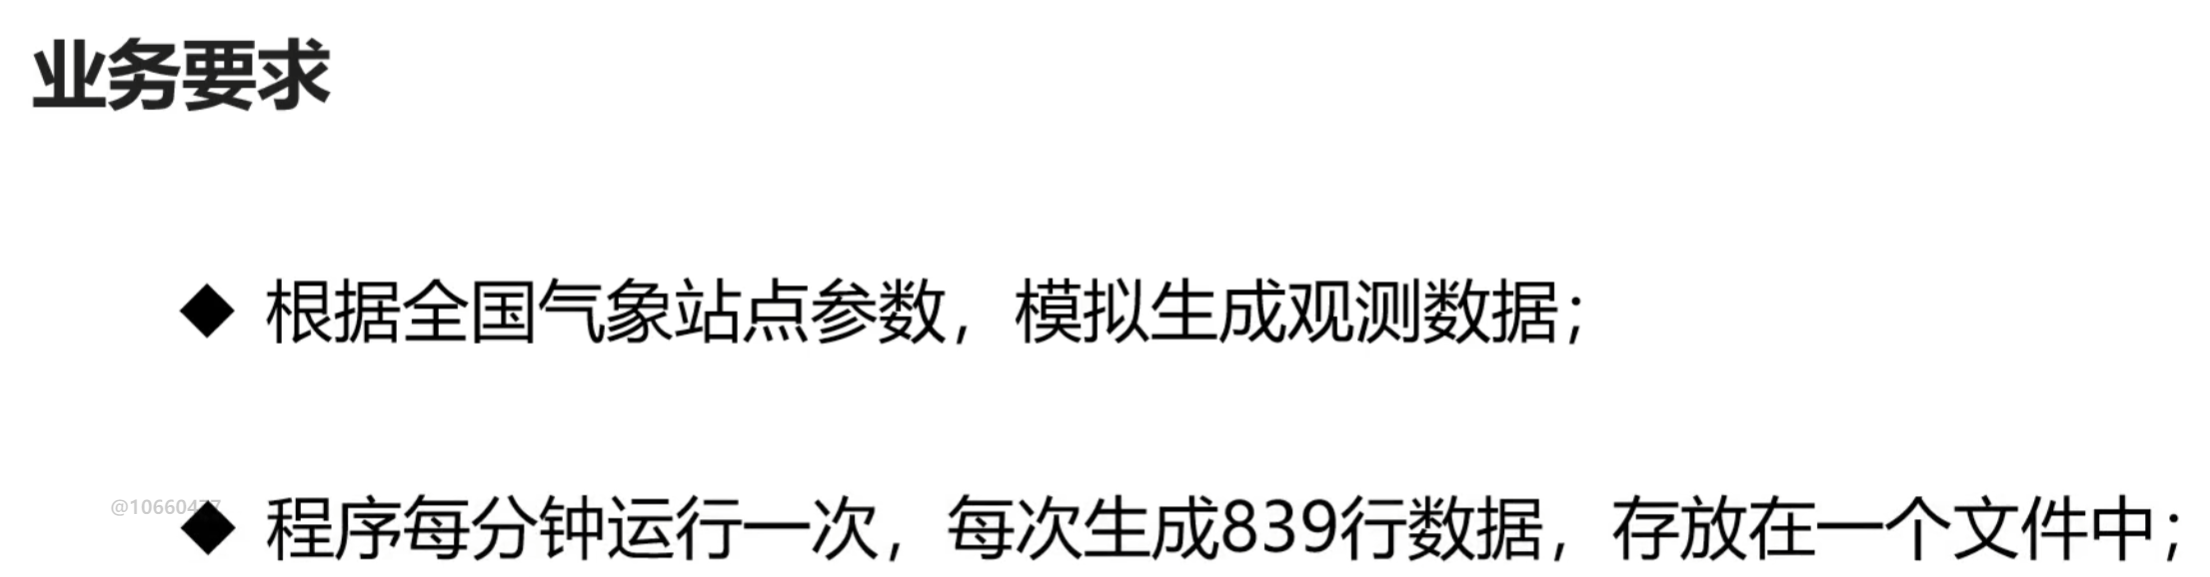 业务要求
◆ 根据全国气象站点参数，模拟生成观测数据；
◆ 程序每分钟运行一次，每次生成839行数据，存放在一个文件中；